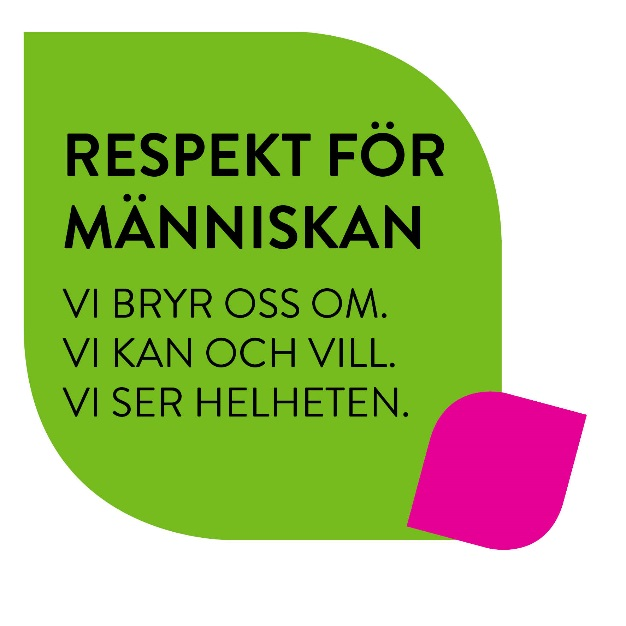 RESPEKT FÖR
MÄNNISKAN
VI BRYR OSS OM.
VI KAN OCH VILL.
VI SER HELHETEN.